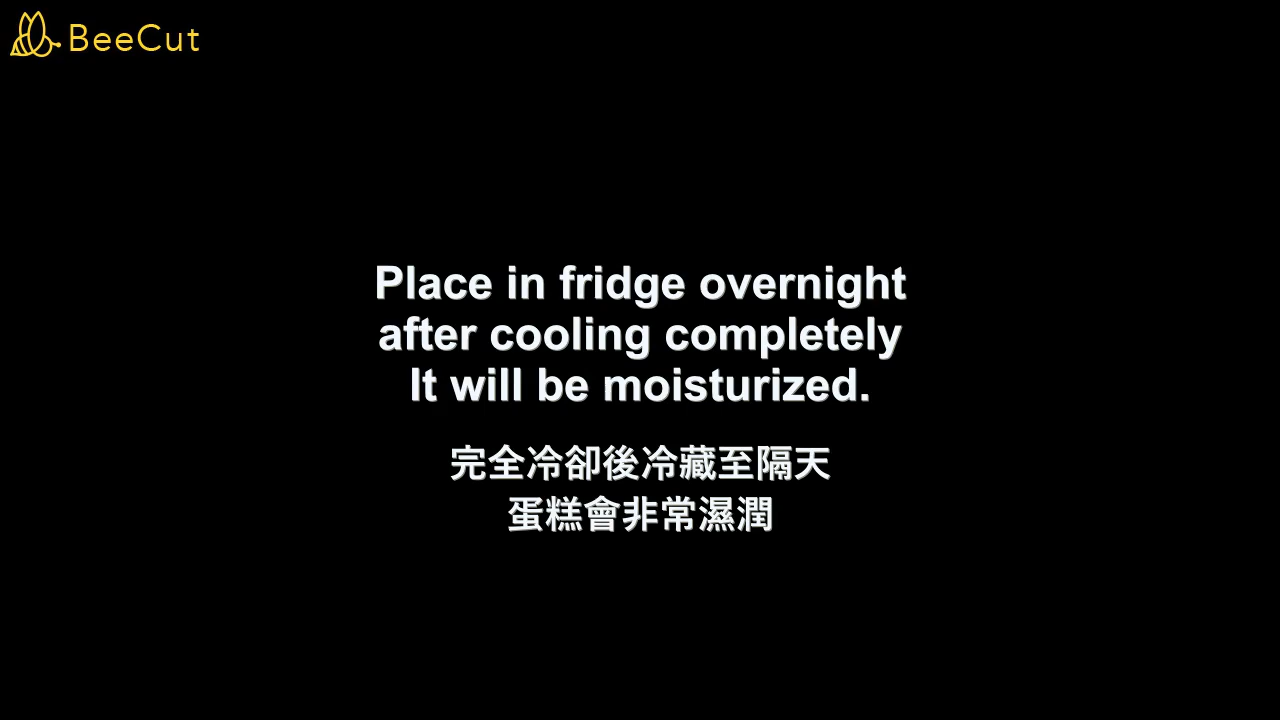 BeeCut
Place in fridge overnight
after cooling completely
It will be moisturized.
完全冷卻後冷藏至隔天
蛋糕會非常濕潤